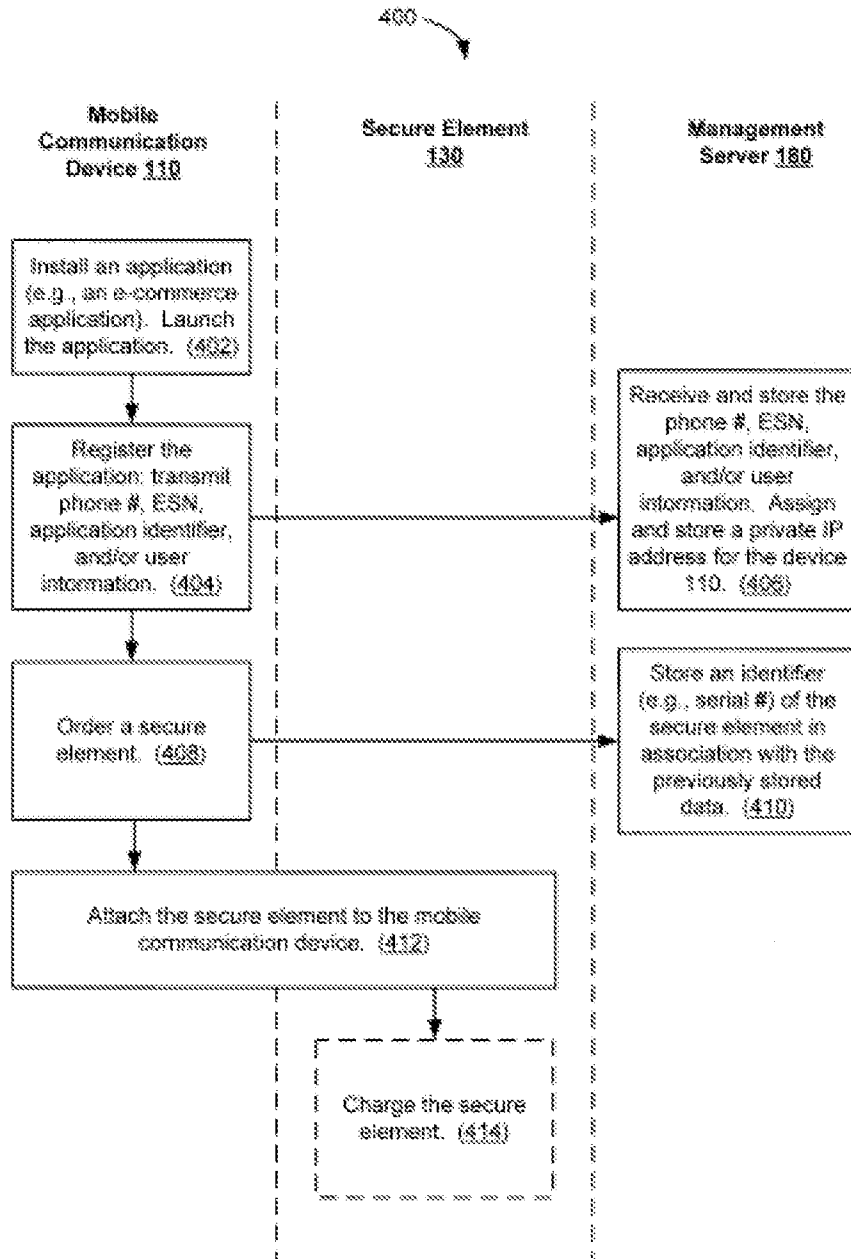 400
Mobile
Communication
Device 110
Secure Element
130
Management
Server 180
Install an application
(e.g., an e-commerce
application). Launch
the application. (402)
Register the
application: transmit
phone #, ESN,
application identifier,
and/or user
information. (404)
Receive and store the
phone #, ESN,
application identifier,
and/or user
information. Assign
and store a private IP
address for the device
110. (406)
Order a secure
element. (408)
Store an identifier
(e.g., serial #) of the
secure element in
association with the
previously stored
data. (410)
Attach the secure element to the mobile
communication device. (412)
Charge the secure
element. (414)